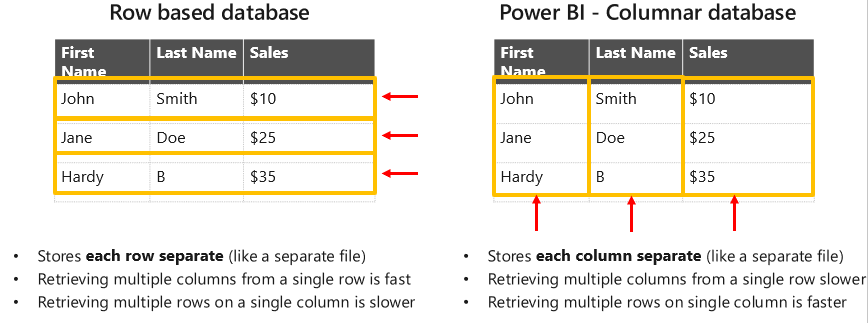 Row based database
First Name Last Name Sales
John Smith $10
Jane Doe $25
Hardy B $35
• Stores each row separate (like a separate file)
• Retrieving multiple columns from a single row is fast
• Retrieving multiple rows on a single column is slower
Power BI - Columnar database
First Name Last Name Sales
John Smith $10
Jane Doe $25
Hardy B $35
• Stores each column separate (like a separate file)
• Retrieving multiple columns from a single row slower
• Retrieving multiple rows on single column is faster